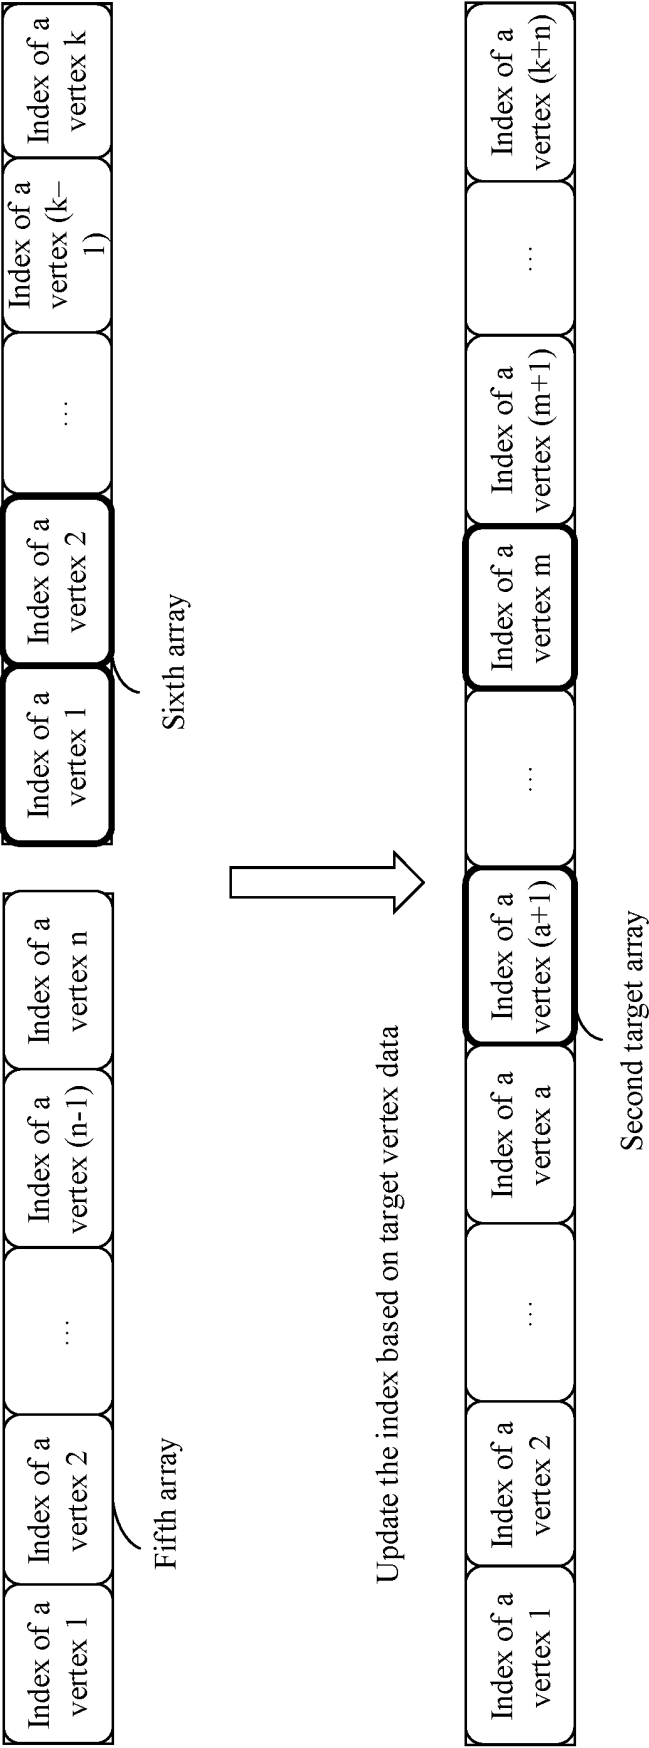 Index of a
vertex 1
Index of a
vertex 2
...
Index of a
vertex (n-1)
Index of a
vertex n
Index of a
vertex 1
Index of a
vertex 2
...
Index of a
vertex (k–
1)
Index of a
vertex k
Fifth array
Sixth array
Update the index based on target vertex data
Index of a
vertex 1
Index of a
vertex 2
...
Index of a
vertex a
Index of a
vertex (a+1)
...
Index of a
vertex m
Index of a
vertex (m+1)
...
Index of a
vertex (k+n)
Second target array